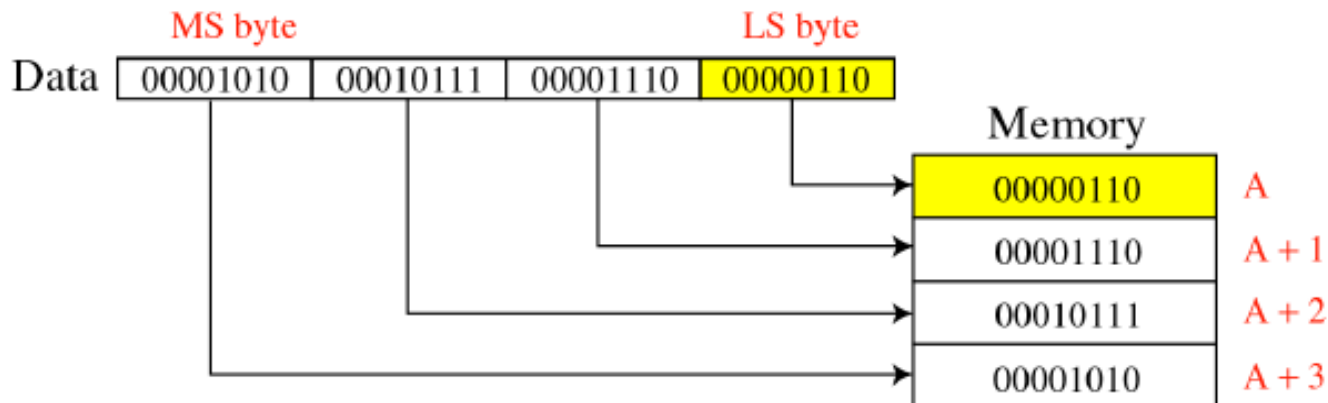 MS byte LS byte
Data 00001010 00010111 00001110 00000110
Memory
00000110 A
00001110 A + 1
00010111 A + 2
00001010 A + 3